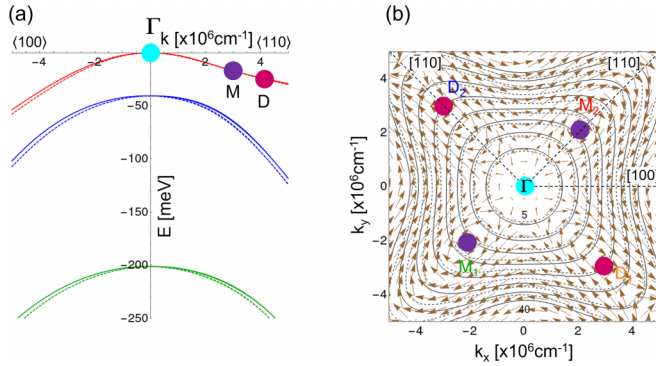 (a)
Γ
⟨100⟩ k [x10⁶cm⁻¹] ⟨110⟩
−4 −2 0 2 4
M D
−50
−100
−150
−200
−250
E [meV]
(b)
[-110] [110]
D₂ M₂
[100]
Γ
5
M₁ D₁
40
4
2
0
−2
−4
k_y [x10⁶cm⁻¹]
−4 −2 0 2 4
k_x [x10⁶cm⁻¹]